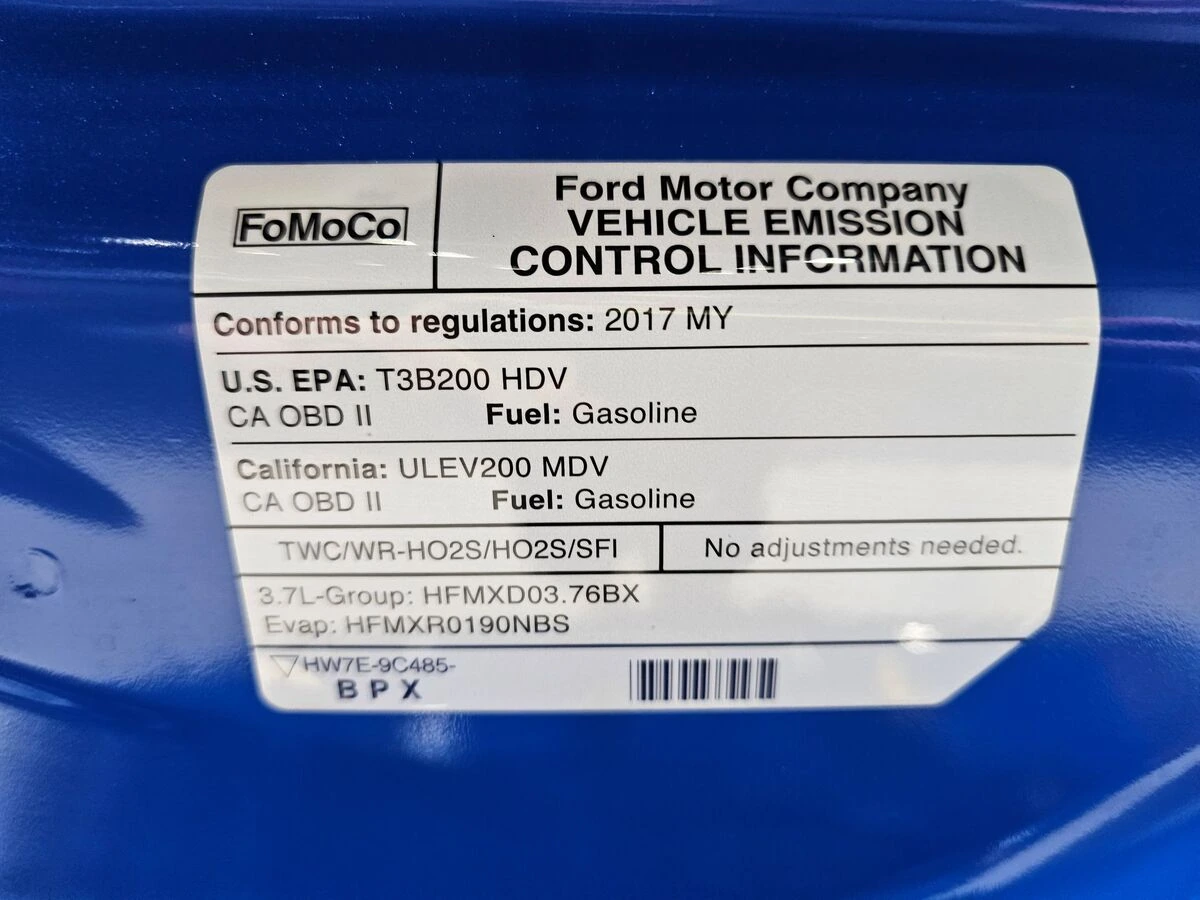 FoMoCo
Ford Motor Company
VEHICLE EMISSION
CONTROL INFORMATION
Conforms to regulations: 2017 MY
U.S. EPA: T3B200 HDV
CA OBD II Fuel: Gasoline
California: ULEV200 MDV
CA OBD II Fuel: Gasoline
TWC/WR-HO2S/HO2S/SFI No adjustments needed.
3.7L-Group: HFMXD03.76BX
Evap: HFMXR0190NBS
HW7E-9C485-
B P X